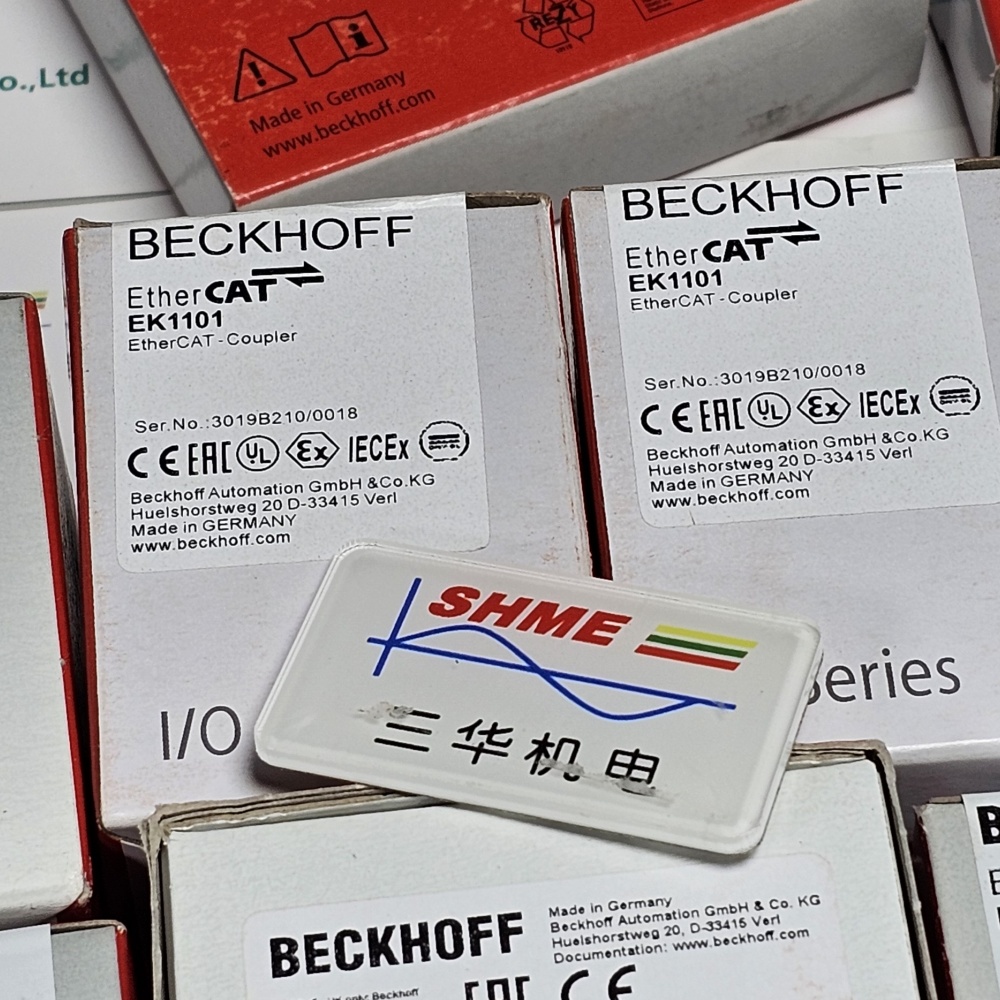 o.,Ltd
REZY
Made in Germany
www.beckhoff.com
BECKHOFF
EtherCAT
EK1101
EtherCAT-Coupler
Ser.No.:3019B210/0018
CE EAC UL Ex IECEx
Beckhoff Automation GmbH &Co.KG
Huelshorstweg 20 D-33415 Verl
Made in GERMANY
www.beckhoff.com
I/O
BECKHOFF
EtherCAT
EK1101
EtherCAT-Coupler
Ser.No.:3019B210/0018
CE EAC UL Ex IECEx
Beckhoff Automation GmbH &Co.KG
Huelshorstweg 20 D-33415 Verl
Made in GERMANY
www.beckhoff.com
Series
SHME
三华机电
BECKHOFF
Made in Germany
Beckhoff Automation GmbH & Co. KG
Huelshorstweg 20, D-33415 Verl
Documentation: www.beckhoff.com
EAC CE
B
E